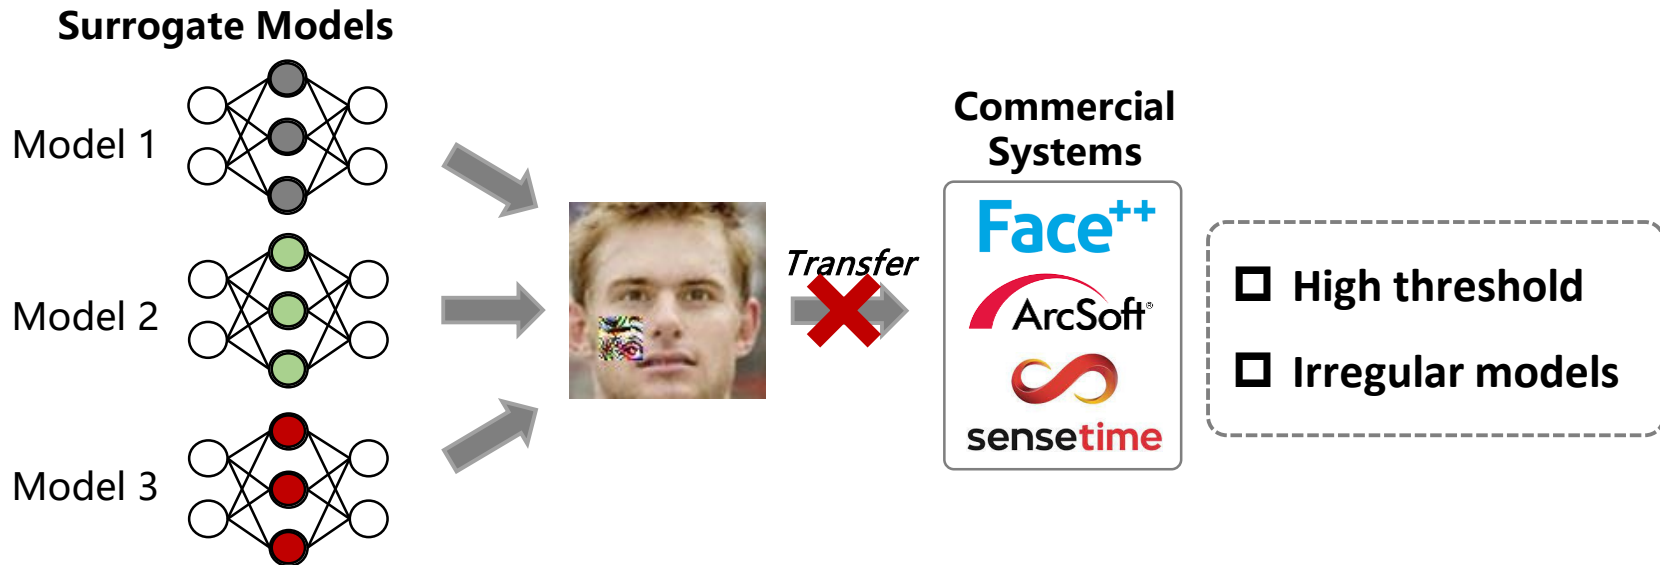 Surrogate Models
Model 1
Model 2
Model 3
Transfer
Commercial
Systems
Face++
ArcSoft®
sensetime
High threshold
Irregular models